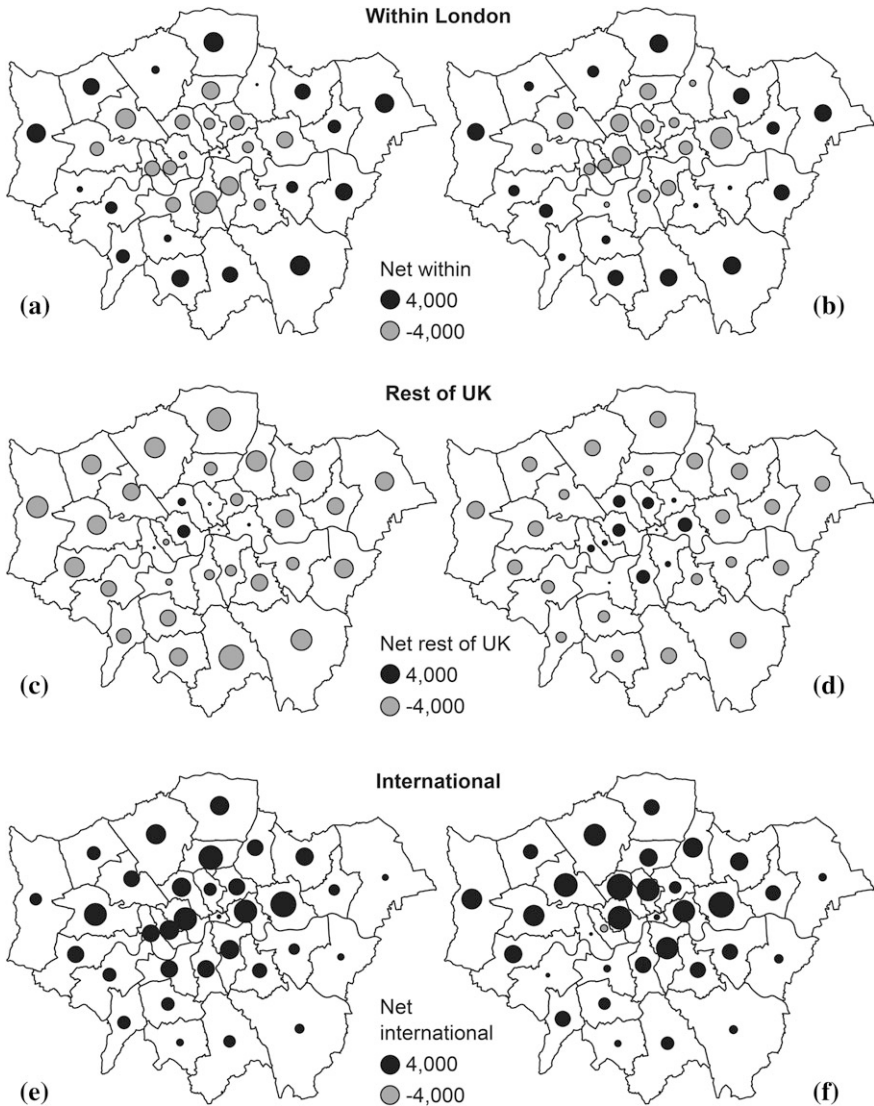 Within London
(a)
Net within
4,000
-4,000
(b)
Rest of UK
(c)
Net rest of UK
4,000
-4,000
(d)
International
(e)
Net
international
4,000
-4,000
(f)